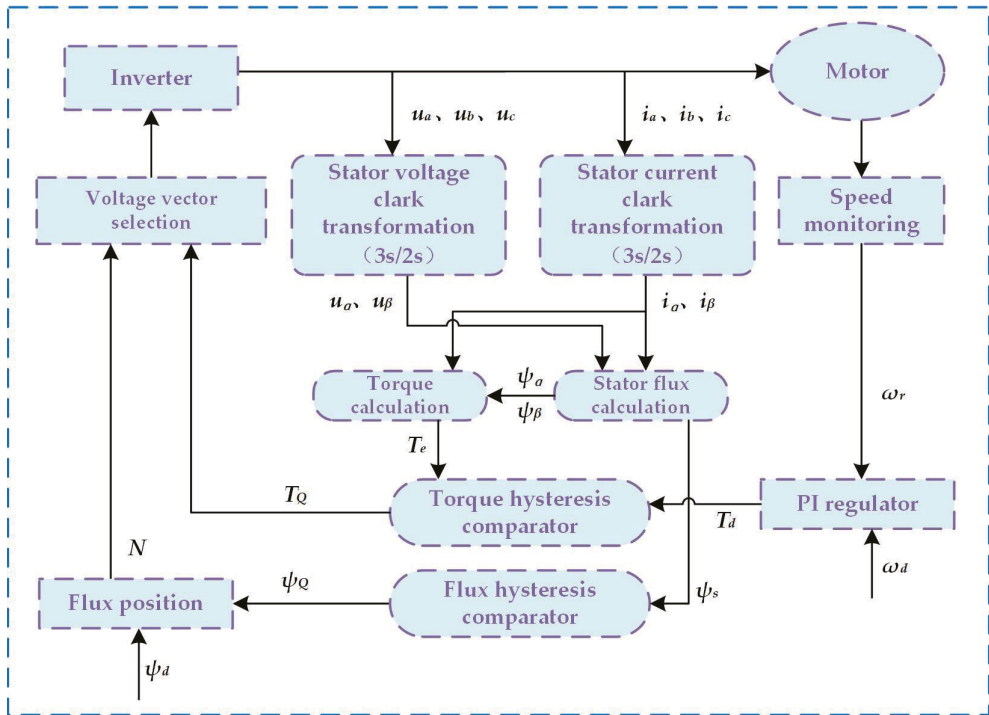 Inverter
Motor
u_a、u_b、u_c
i_a、i_b、i_c
Voltage vector
selection
Stator voltage
clark
transformation
（3s/2s）
Stator current
clark
transformation
（3s/2s）
Speed
monitoring
u_α、u_β
i_α、i_β
Torque
calculation
ψ_α
ψ_β
Stator flux
calculation
ω_r
T_e
T_Q
Torque hysteresis
comparator
T_d
PI regulator
N
ω_d
Flux position
ψ_Q
Flux hysteresis
comparator
ψ_s
ψ_d